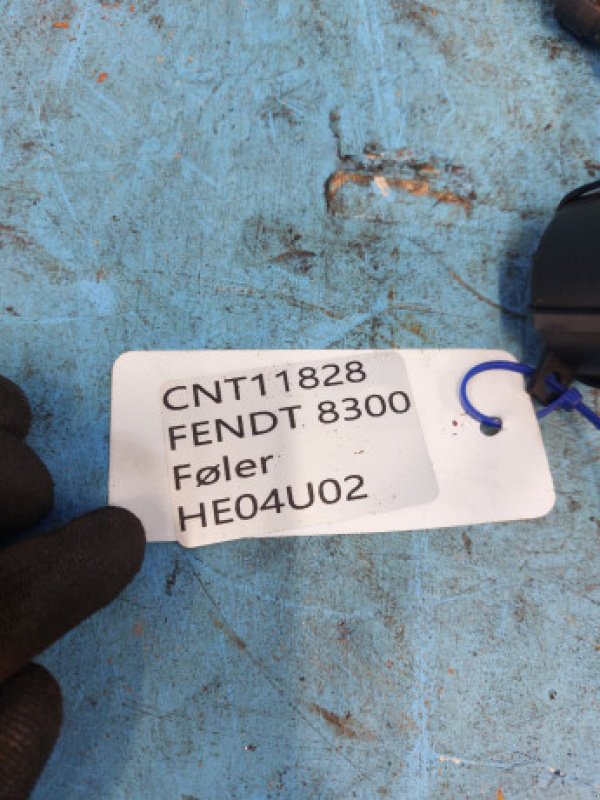 CNT11828
FENDT 8300
Føler
HE04U02